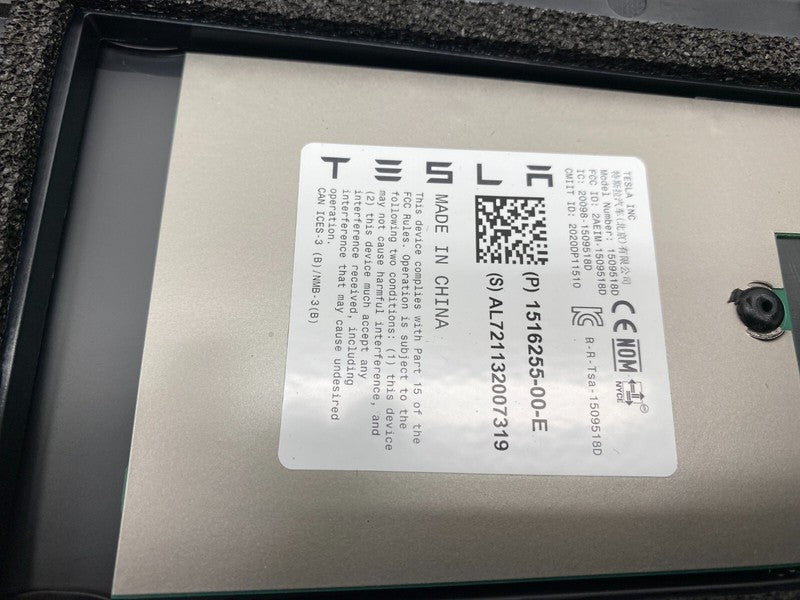 TESLA INC
特斯拉汽车(北京)有限公司
Model Number: 1509518D
FCC ID: 2AEIM-1509518D
IC: 20098-1509518D
CMIIT ID: 2020DP11510
CE NOM NYCE ®
R-R-Tsa-1509518D
(P) 1516255-00-E
(S) AL721132007319
TESLA
MADE IN CHINA
This device complies with Part 15 of the
FCC Rules. Operation is subject to the
following two conditions: (1) this device
may not cause harmful interference, and
(2) this device much accept any
interference received, including
interference that may cause undesired
operation.
CAN ICES-3 (B)/NMB-3(B)